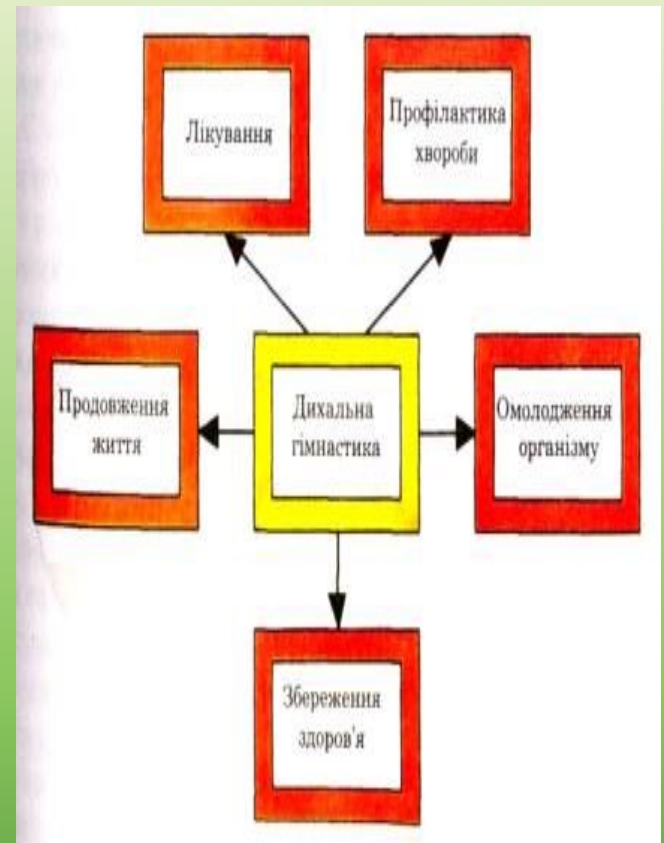 Лікування
Профілактика
хвороби
Продовження
життя
Дихальна
гімнастика
Омолодження
організму
Збереження
здоров'я